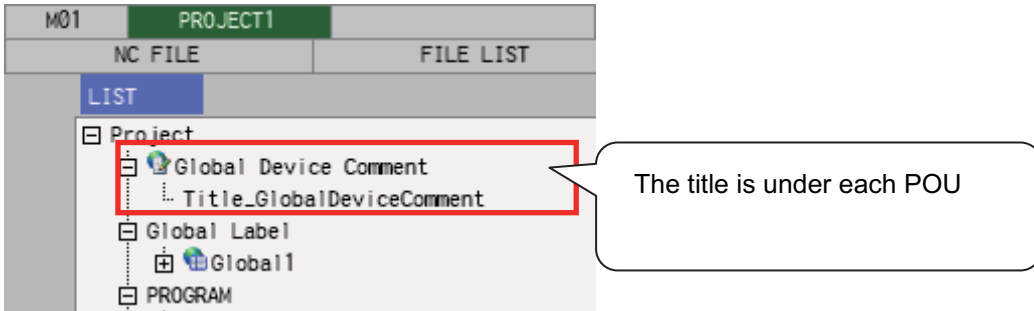 M01 PROJECT1
NC FILE FILE LIST
LIST
Project
Global Device Comment
Title_GlobalDeviceComment
Global Label
Global1
PROGRAM
The title is under each POU